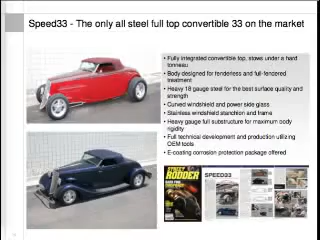 Speed33 - The only all steel full top convertible 33 on the market
• Fully integrated convertible top, stows under a hard
tonneau
• Body designed for fenderless and full-fendered
treatment
• Heavy 18 gauge steel for the best surface quality and
strength
• Curved windshield and power side glass
• Stainless windshield stanchion and frame
• Heavy gauge full substructure for maximum body
rigidity
• Full technical development and production utilizing
OEM tools
• E-coating corrosion protection package offered
STREET
RODDER
SPEED33